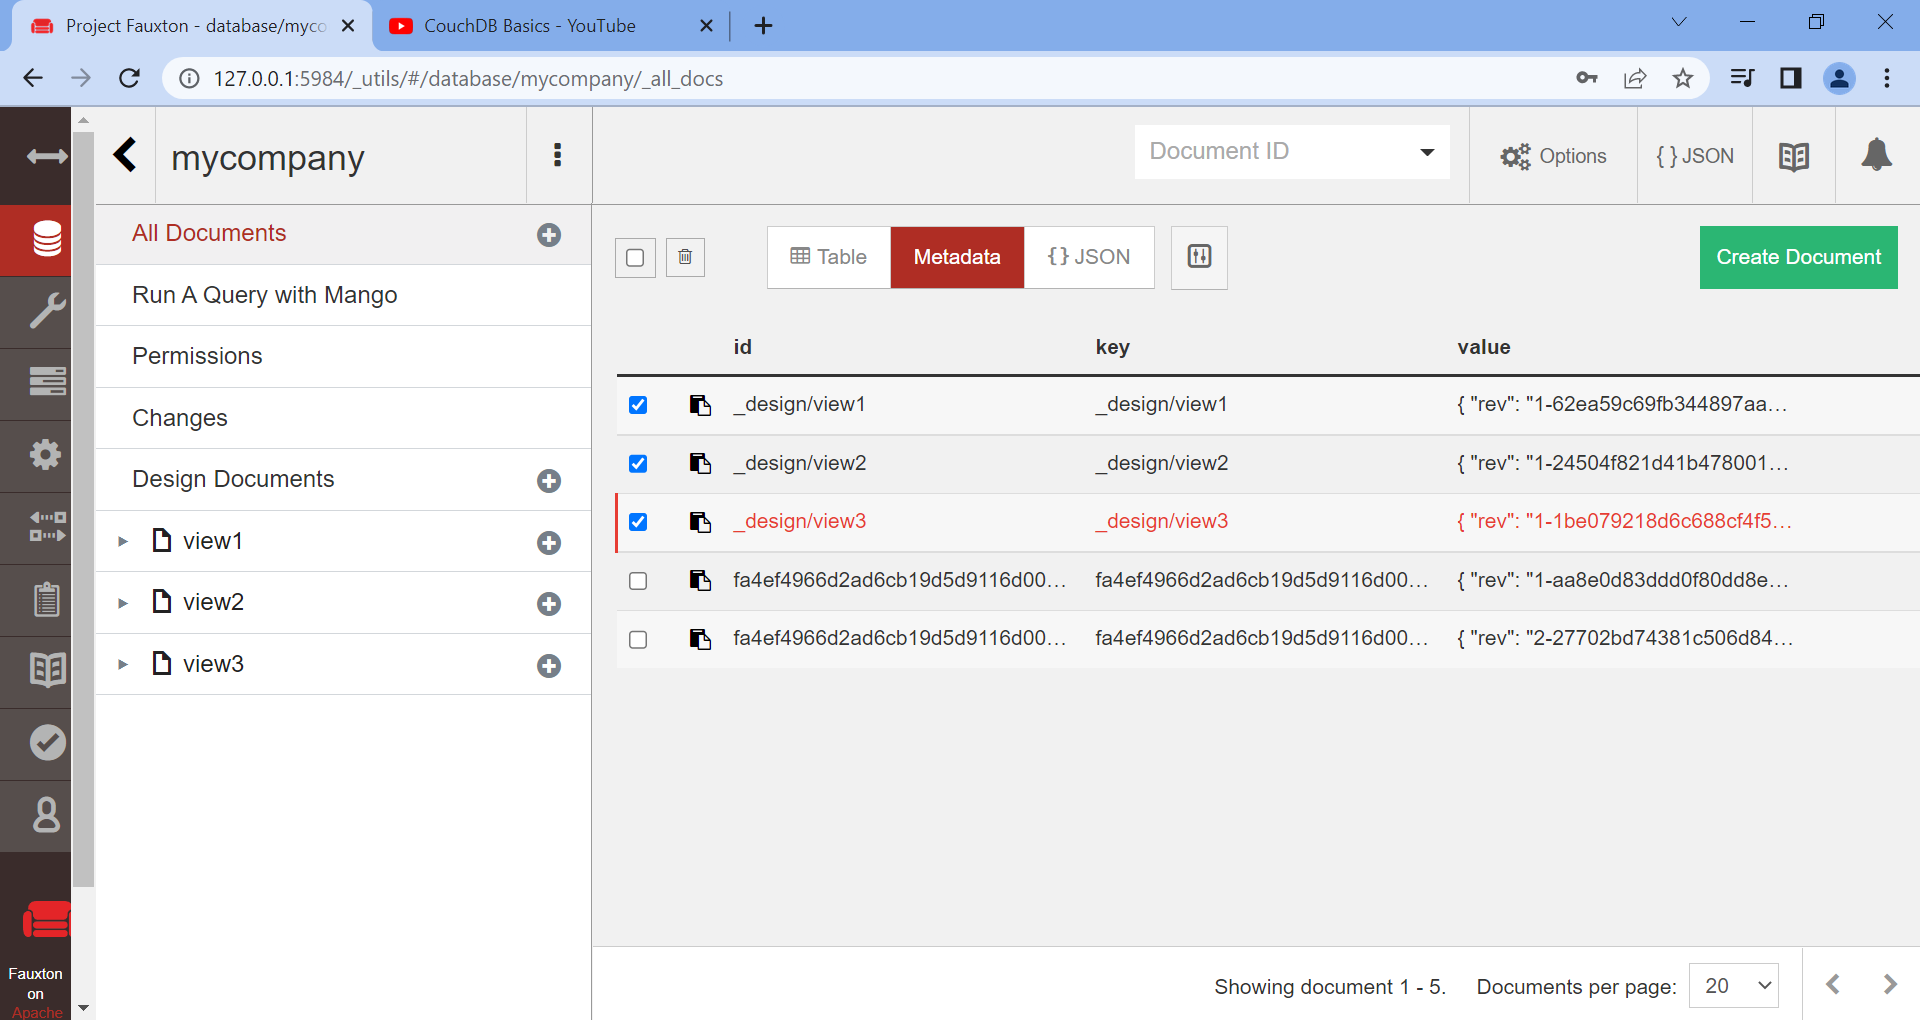 Project Fauxton - database/myco
CouchDB Basics - YouTube
127.0.0.1:5984/_utils/#/database/mycompany/_all_docs
mycompany
Document ID
Options
{ } JSON
All Documents
Run A Query with Mango
Permissions
Changes
Design Documents
view1
view2
view3
Table
Metadata
{ } JSON
Create Document
id key value
_design/view1 _design/view1 { "rev": "1-62ea59c69fb344897aa...
_design/view2 _design/view2 { "rev": "1-24504f821d41b478001...
_design/view3 _design/view3 { "rev": "1-1be079218d6c688cf4f5...
fa4ef4966d2ad6cb19d5d9116d00... fa4ef4966d2ad6cb19d5d9116d00... { "rev": "1-aa8e0d83ddd0f80dd8e...
fa4ef4966d2ad6cb19d5d9116d00... fa4ef4966d2ad6cb19d5d9116d00... { "rev": "2-27702bd74381c506d84...
Showing document 1 - 5. Documents per page: 20
Fauxton
on
Apache